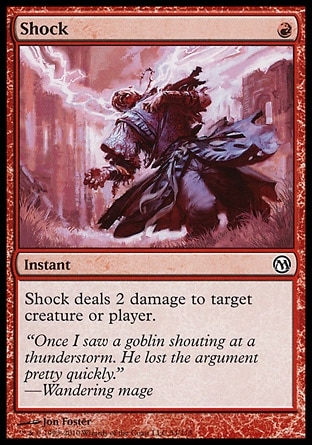 Shock
Instant
Shock deals 2 damage to target
creature or player.
“Once I saw a goblin shouting at a
thunderstorm. He lost the argument
pretty quickly.”
—Wandering mage
Jon Foster